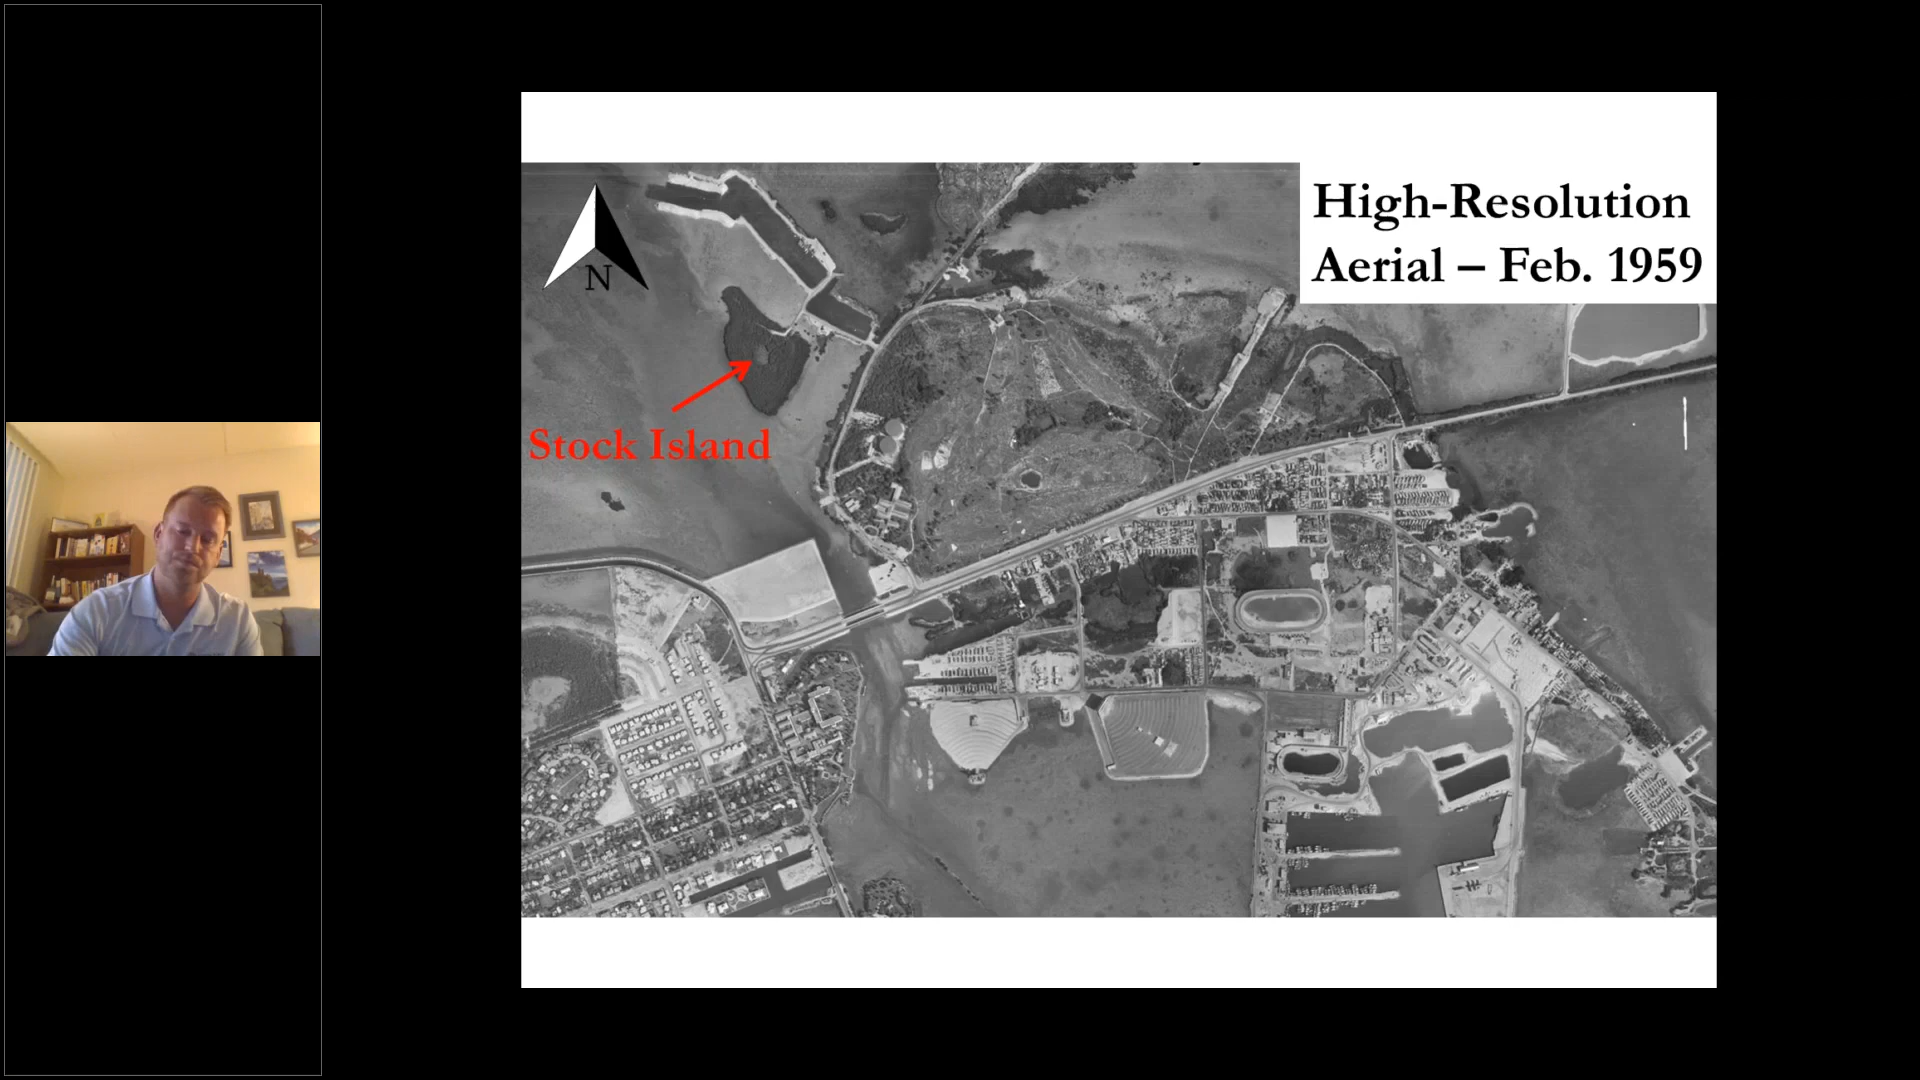 High-Resolution
Aerial – Feb. 1959
N
Stock Island